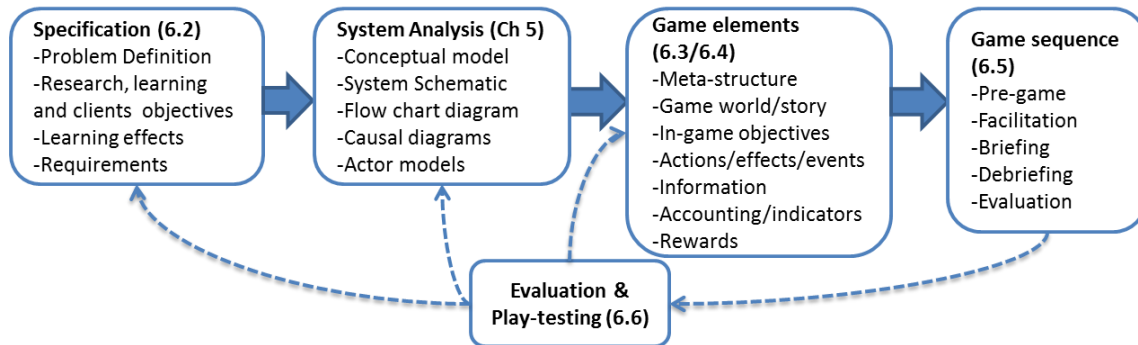 Specification (6.2)
-Problem Definition
-Research, learning
and clients objectives
-Learning effects
-Requirements
System Analysis (Ch 5)
-Conceptual model
-System Schematic
-Flow chart diagram
-Causal diagrams
-Actor models
Game elements
(6.3/6.4)
-Meta-structure
-Game world/story
-In-game objectives
-Actions/effects/events
-Information
-Accounting/indicators
-Rewards
Game sequence
(6.5)
-Pre-game
-Facilitation
-Briefing
-Debriefing
-Evaluation
Evaluation &
Play-testing (6.6)